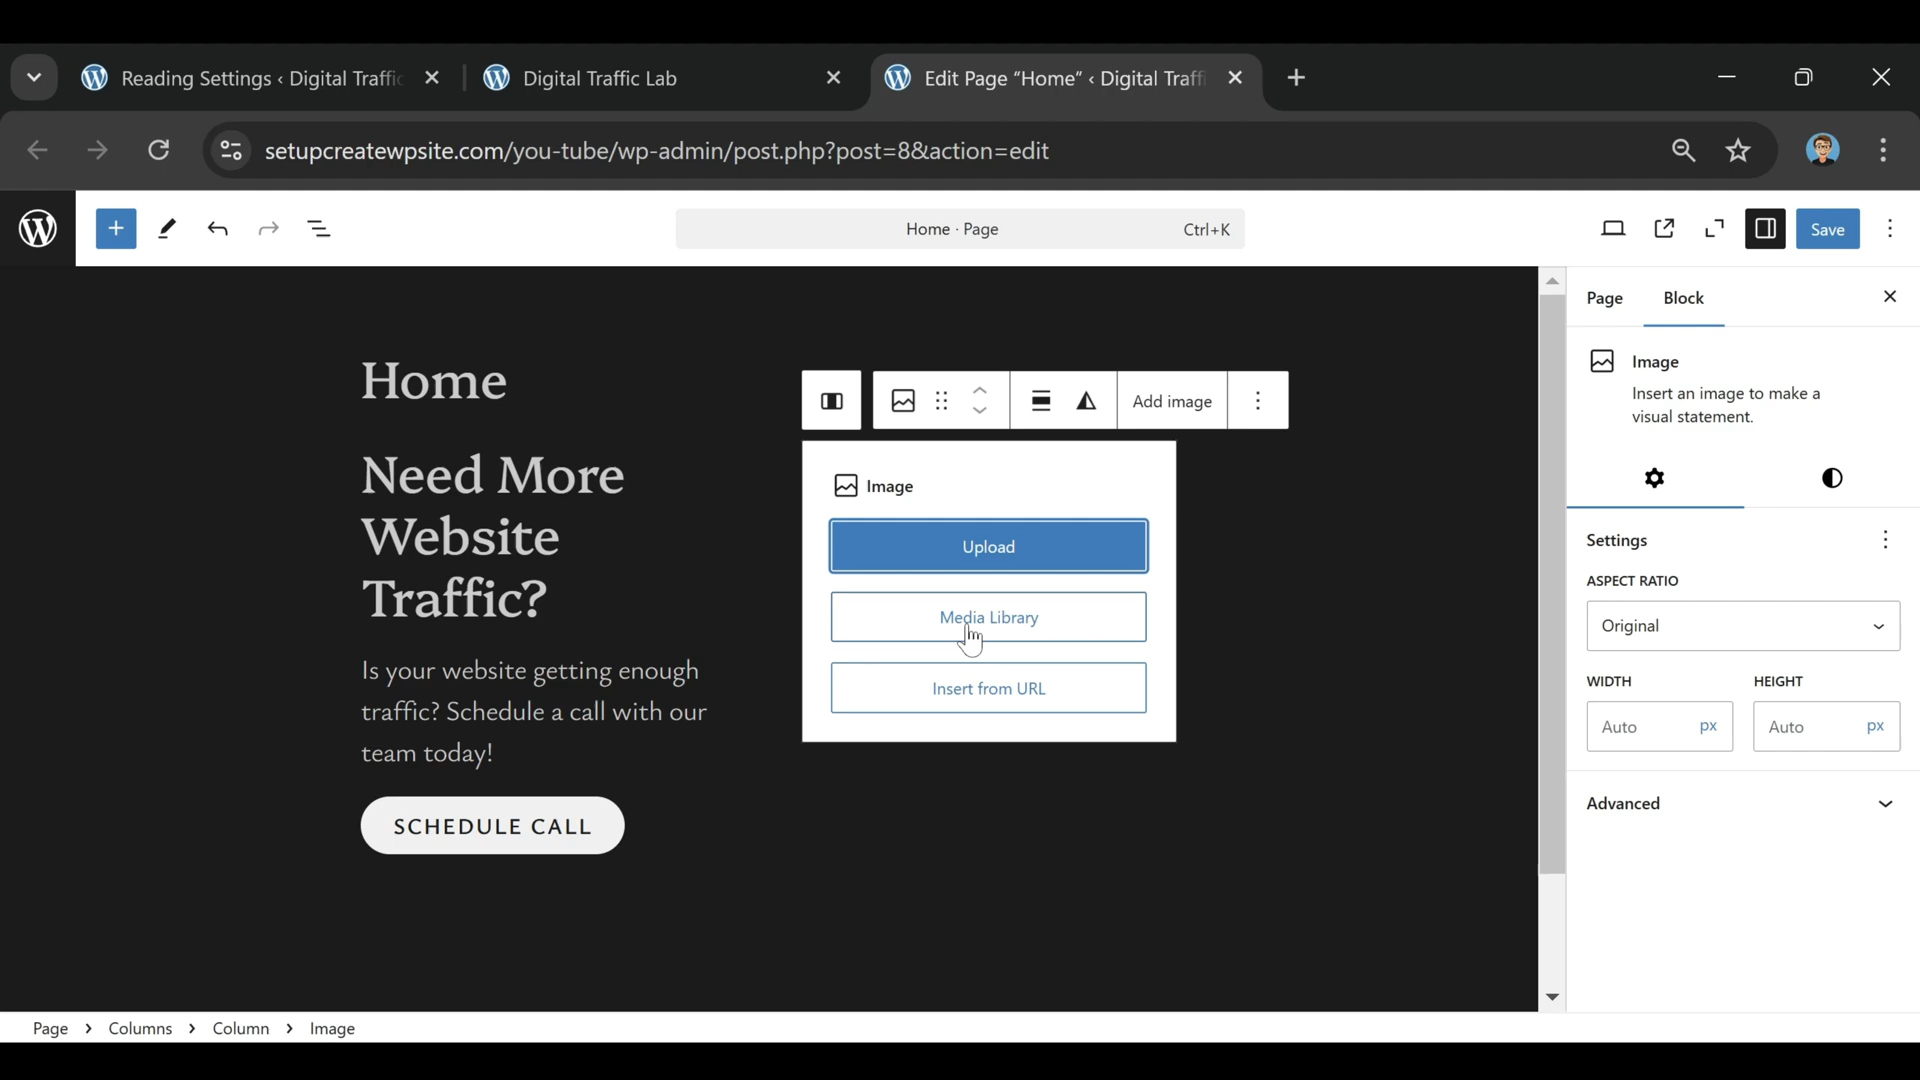 Reading Settings ‹ Digital Traffic
Digital Traffic Lab
Edit Page “Home” ‹ Digital Traffi
setupcreatewpsite.com/you-tube/wp-admin/post.php?post=8&action=edit
Home · Page
Ctrl+K
Save
Home
Need More
Website
Traffic?
Is your website getting enough
traffic? Schedule a call with our
team today!
SCHEDULE CALL
Add image
Image
Upload
Media Library
Insert from URL
Page
Block
Image
Insert an image to make a
visual statement.
Settings
ASPECT RATIO
Original
WIDTH
HEIGHT
Auto
px
Auto
px
Advanced
Page
Columns
Column
Image